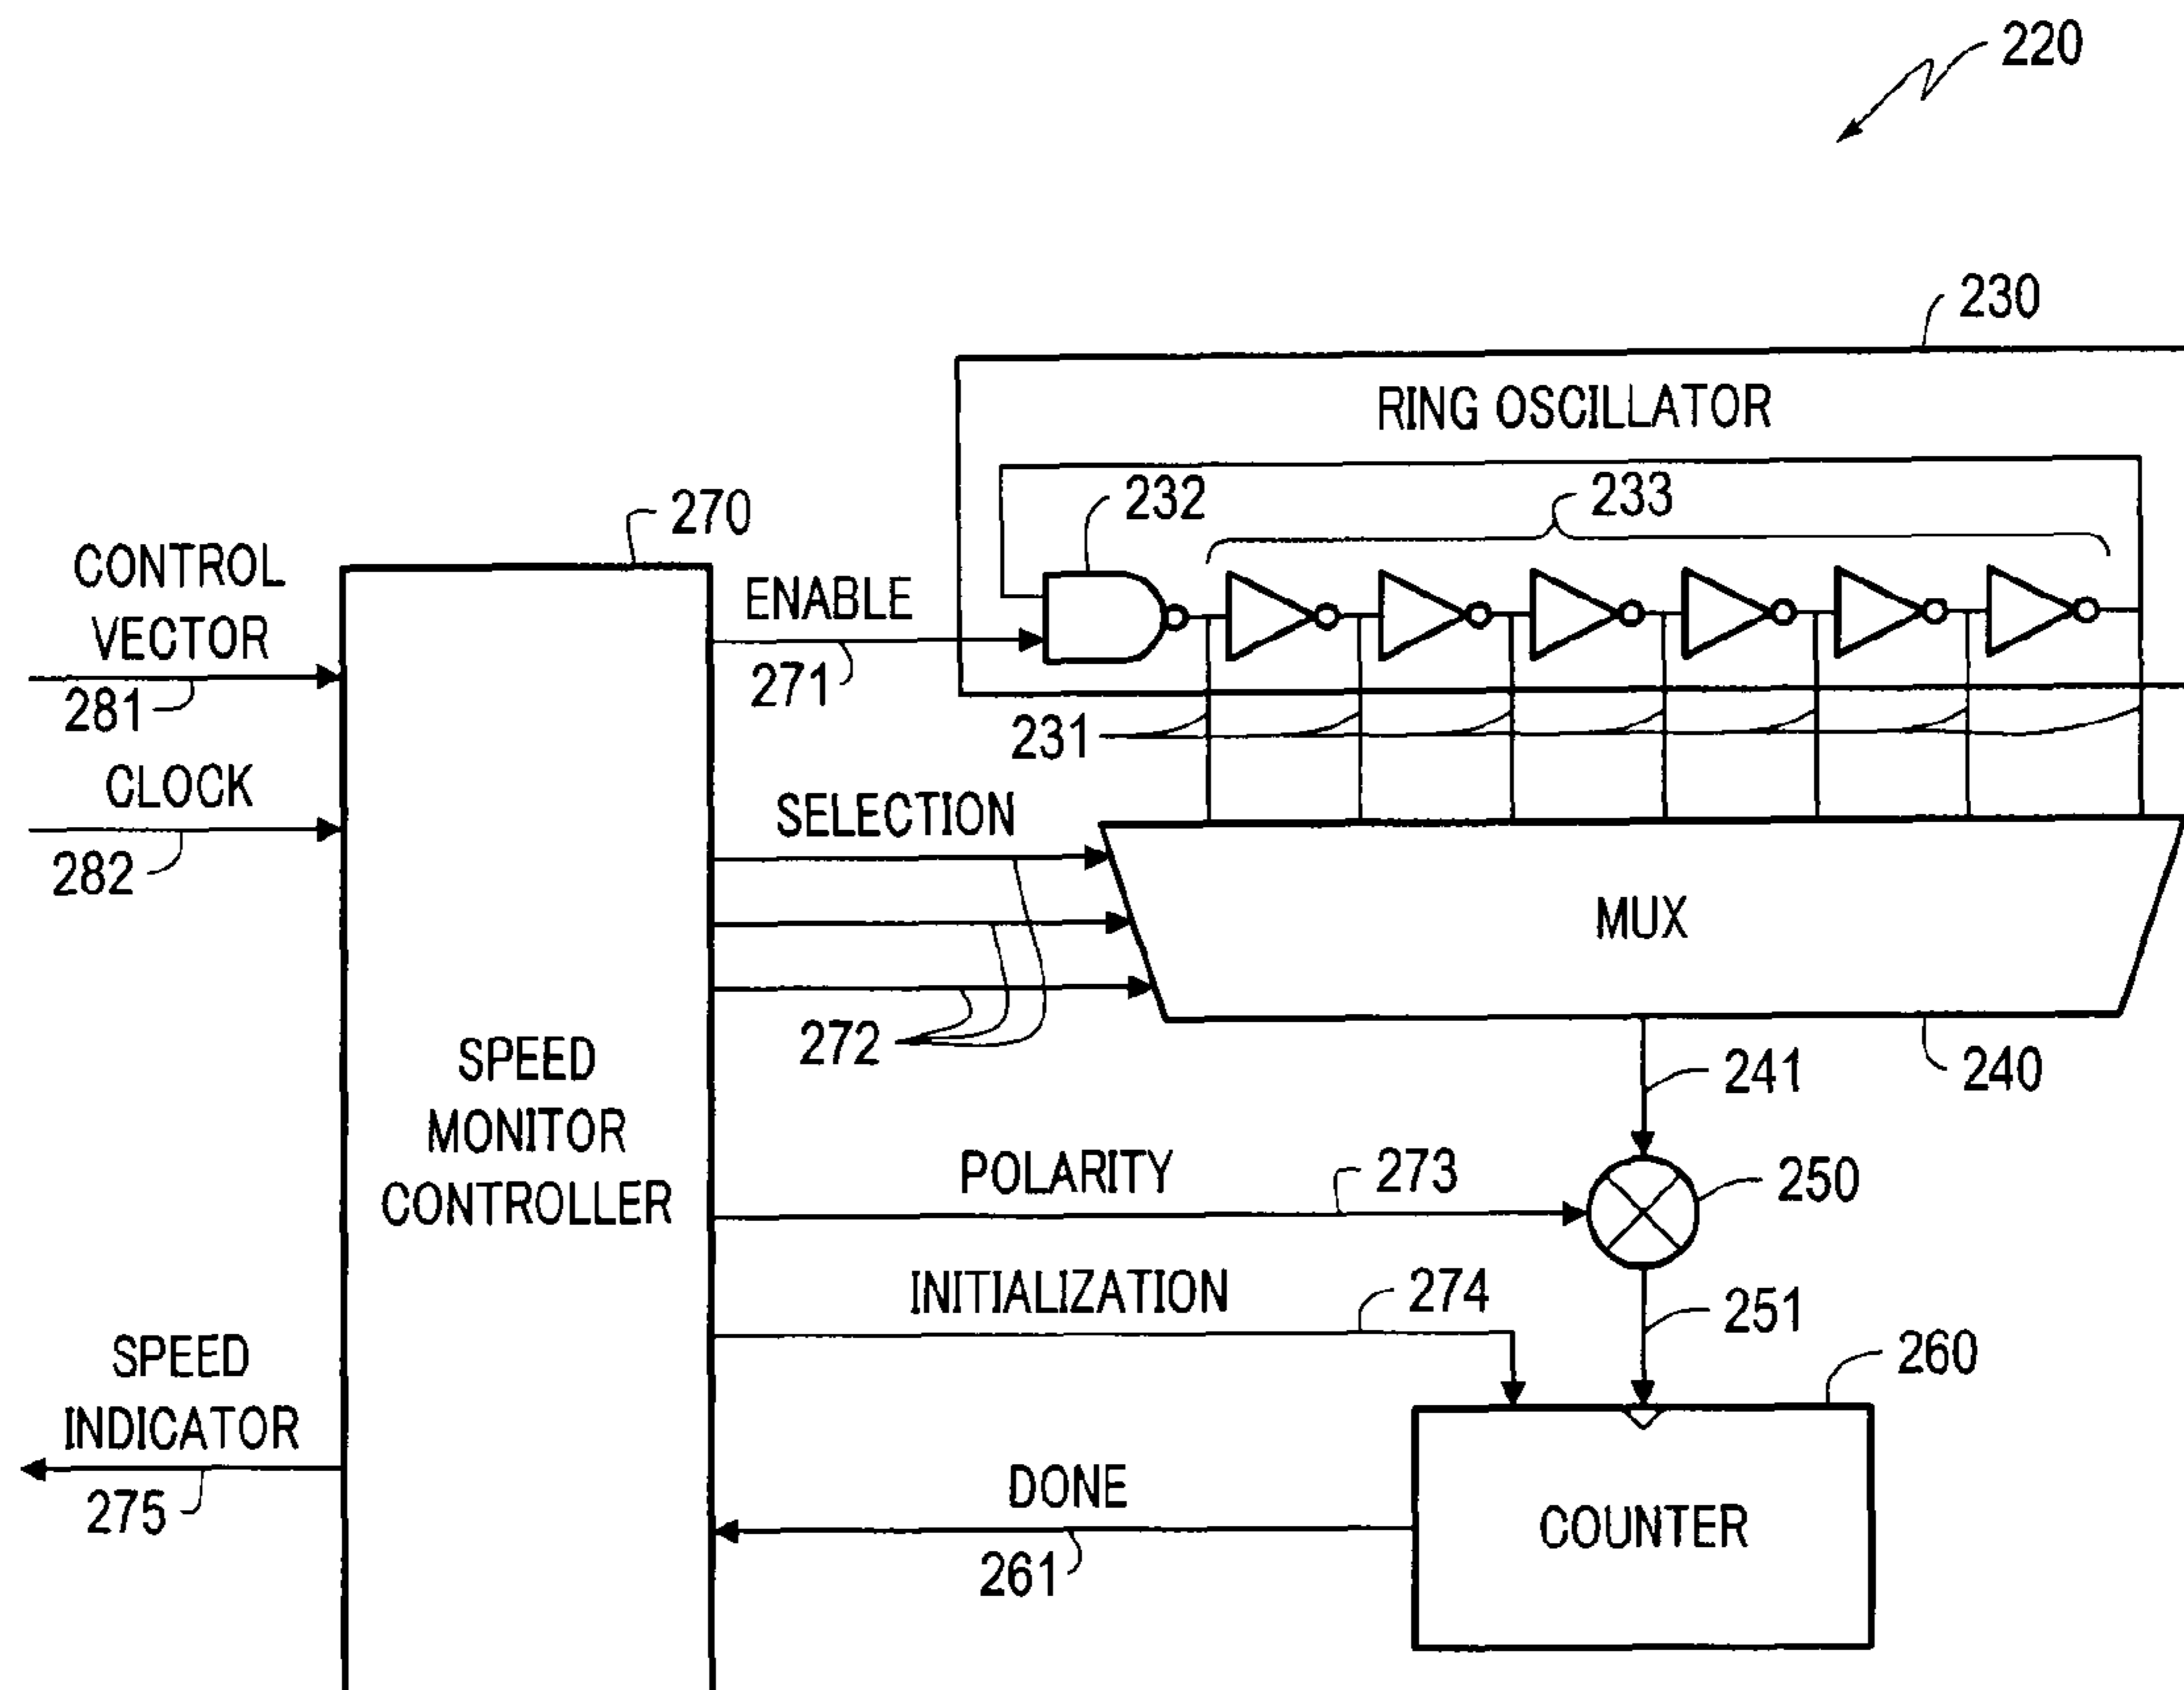 220
230
RING OSCILLATOR
232
233
270
CONTROL
VECTOR
281
ENABLE
271
231
CLOCK
282
SELECTION
272
MUX
240
241
SPEED
MONITOR
CONTROLLER
POLARITY
273
250
INITIALIZATION
274
251
260
SPEED
INDICATOR
275
DONE
261
COUNTER